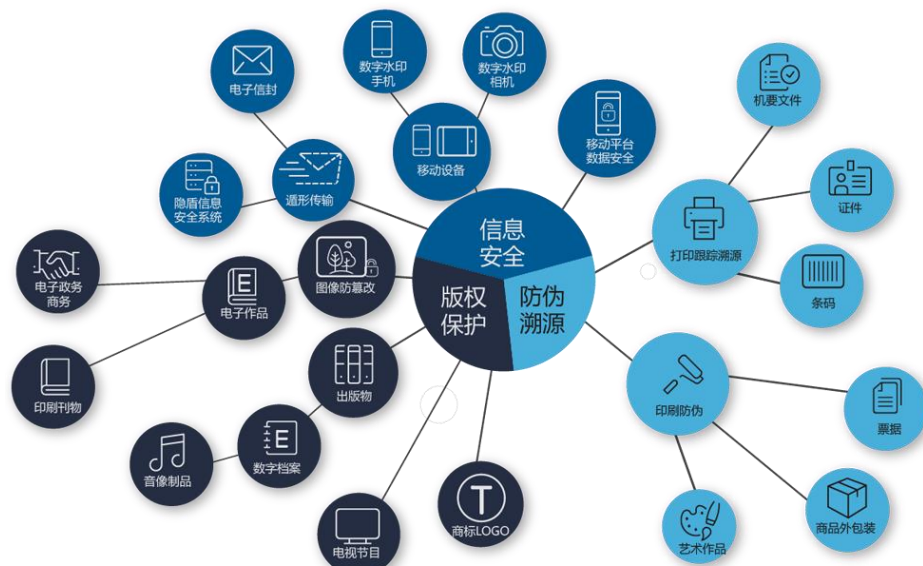 数字水印
手机
数字水印
相机
电子信封
机要文件
移动平台
数据安全
移动设备
隐盾信息
安全系统
遁形传输
证件
信息
安全
打印跟踪溯源
电子政务
商务
图像防篡改
电子作品
版权
保护
防伪
溯源
条码
E
印刷刊物
出版物
印刷防伪
票据
E
音像制品
数字档案
T
商标LOGO
电视节目
艺术作品
商品外包装